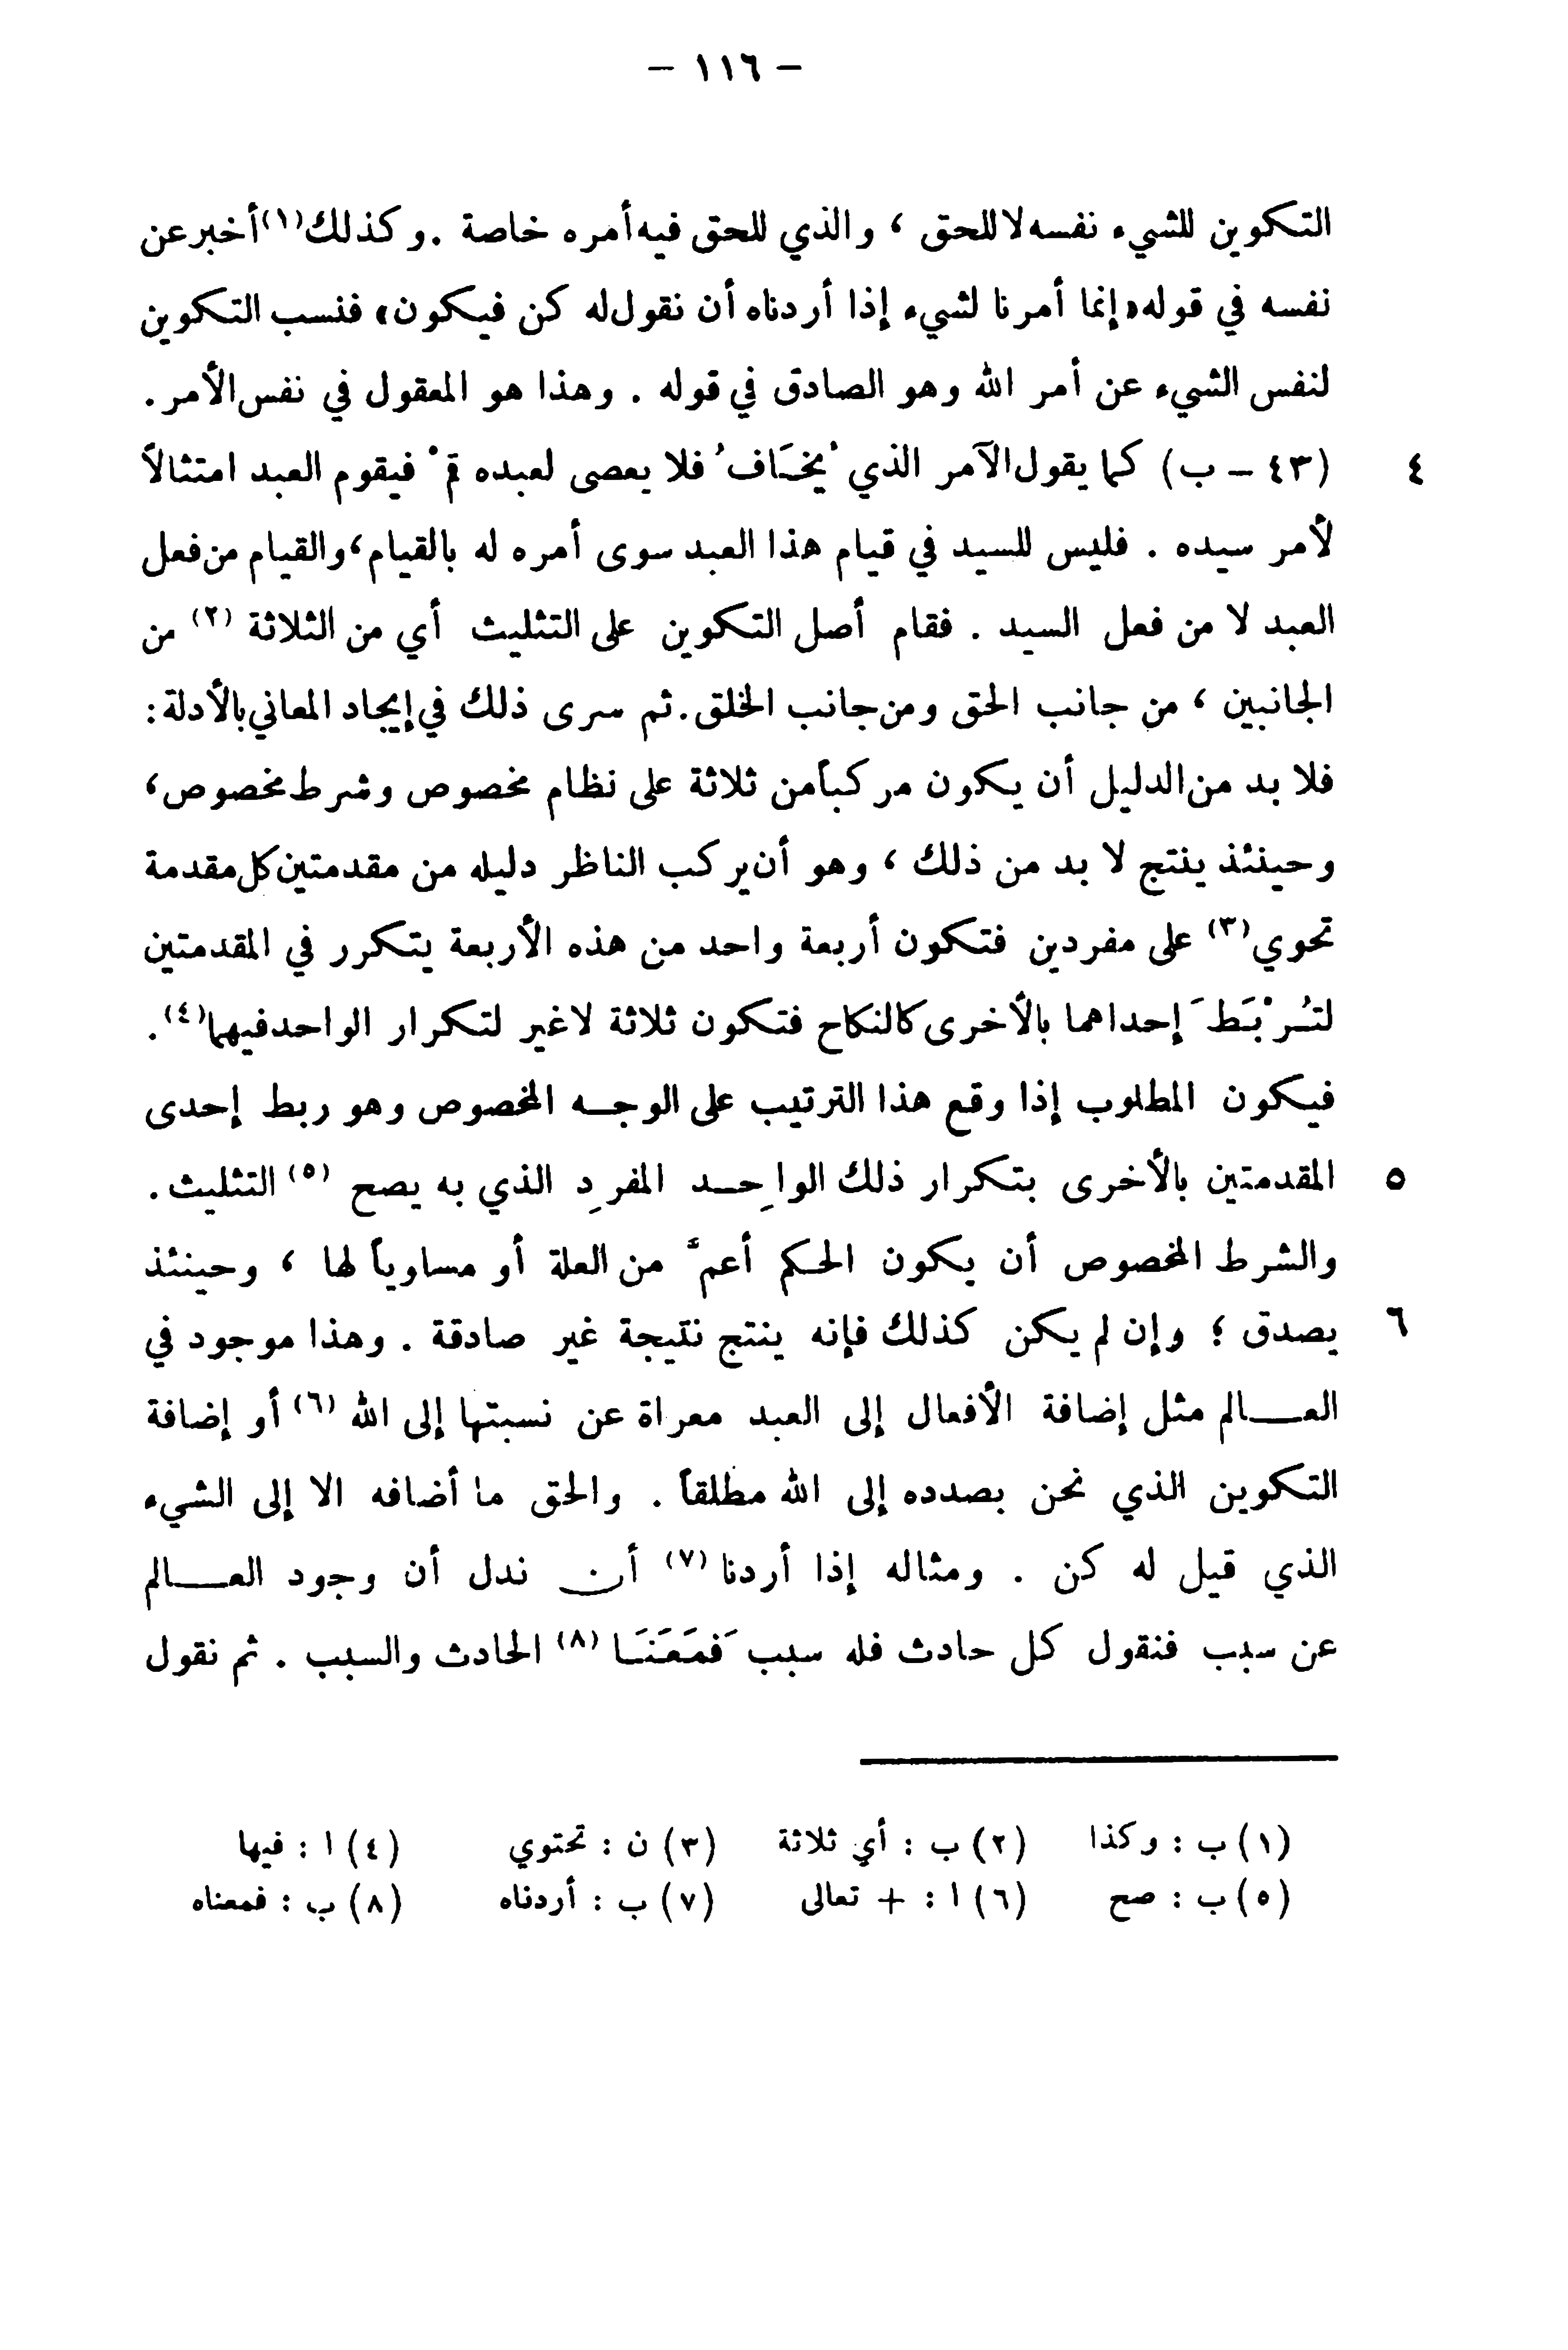 – ١١٦ –
التكوين للشيء نفسه لا للحق ، والذي للحق فيه أمره خاصة . وكذلك(١) أخبر عن
نفسه في قوله «إنما أمرنا لشيء إذا أردناه أن نقول له كن فيكون» فنسب التكوين
لنفس الشيء عن أمر الله وهو الصادق في قوله . وهذا هو المعقول في نفس الأمر .
٤ (٤٣ – ب) كما يقول الآمر الذي يُخَاف فلا يعصى لعبده قمْ فيقوم العبد امتثالاً
لأمر سيده . فليس للسيد في قيام هذا العبد سوى أمره له بالقيام ، والقيام من فعل
العبد لا من فعل السيد . فقام أصل التكوين على التثليث أي من الثلاثة (٢) من
الجانبين ، من جانب الحق ومن جانب الخلق . ثم سرى ذلك في إيجاد المعاني بالأدلة :
فلا بد من الدليل أن يكون مركباً من ثلاثة على نظام مخصوص وشرط مخصوص ،
وحينئذ ينتج لا بد من ذلك ، وهو أن يركب الناظر دليله من مقدمتين كل مقدمة
تحوي(٣) على مفردين فتكون أربعة واحد من هذه الأربعة يتكرر في المقدمتين
لتُرْبَطَ إحداهما بالأخرى كالنكاح فتكون ثلاثة لا غير لتكرار الواحد فيهما(٤) .
فيكون المطلوب إذا وقع هذا الترتيب على الوجه المخصوص وهو ربط إحدى
٥ المقدمتين بالأخرى بتكرار ذلك الواحِد المفرِد الذي به يصح (٥) التثليث .
والشرط المخصوص أن يكون الحكم أعمَّ من العلة أو مساوياً لها ، وحينئذ
٦ يصدق ؛ وإن لم يكن كذلك فإنه ينتج نتيجة غير صادقة . وهذا موجود في
العالم مثل إضافة الأفعال إلى العبد معراة عن نسبتها إلى الله (٦) أو إضافة
التكوين الذي نحن بصدده إلى الله مطلقاً . والحق ما أضافه الا إلى الشيء
الذي قيل له كن . ومثاله إذا أردنا (٧) أن ندل أن وجود العالم
عن سبب فنقول كل حادث فله سبب فَمَعَنَا (٨) الحادث والسبب . ثم نقول
(١) ب : وكذا (٢) ب : أي ثلاثة (٣) ن : تحتوي (٤) ا : فيها
(٥) ب : صح (٦) ا : + تعالى (٧) ب : أردناه (٨) ب : فمعناه